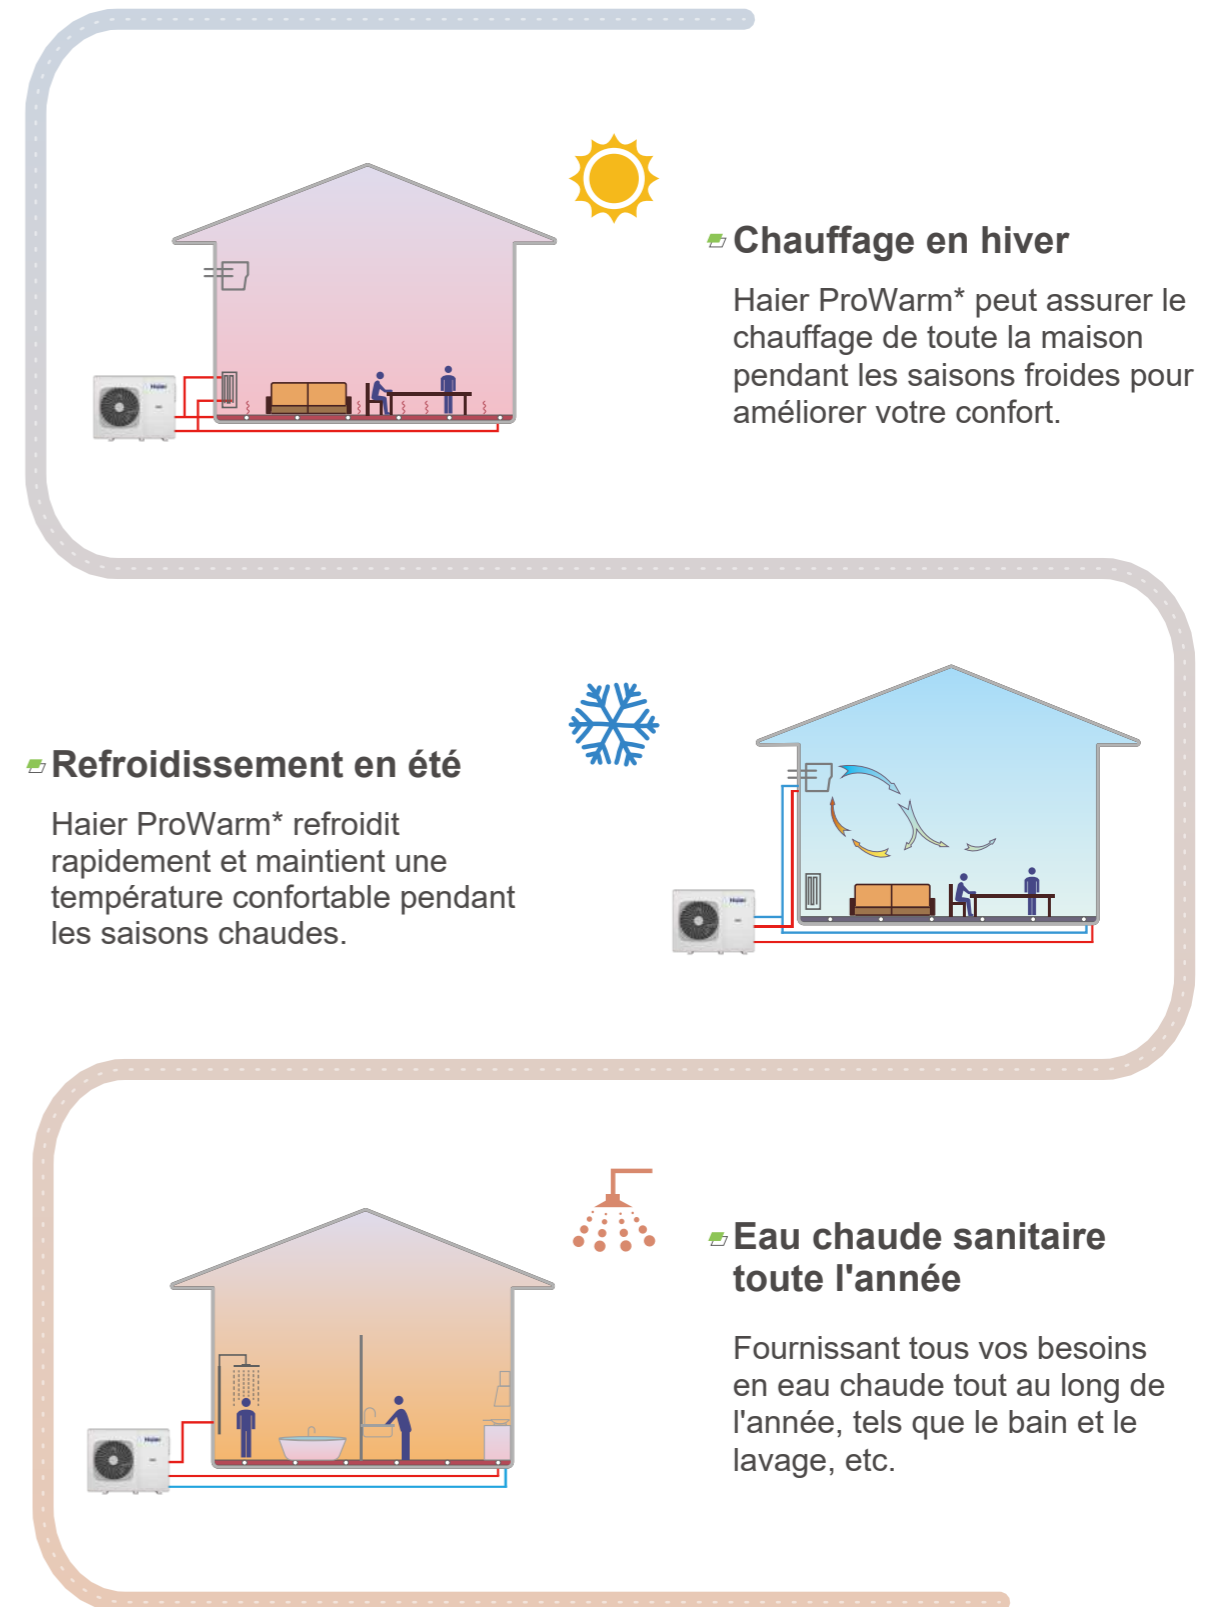 Chauffage en hiver
Haier ProWarm* peut assurer le
chauffage de toute la maison
pendant les saisons froides pour
améliorer votre confort.
Haier
Refroidissement en été
Haier ProWarm* refroidit
rapidement et maintient une
température confortable pendant
les saisons chaudes.
Haier
Eau chaude sanitaire
toute l'année
Fournissant tous vos besoins
en eau chaude tout au long de
l'année, tels que le bain et le
lavage, etc.
Haier